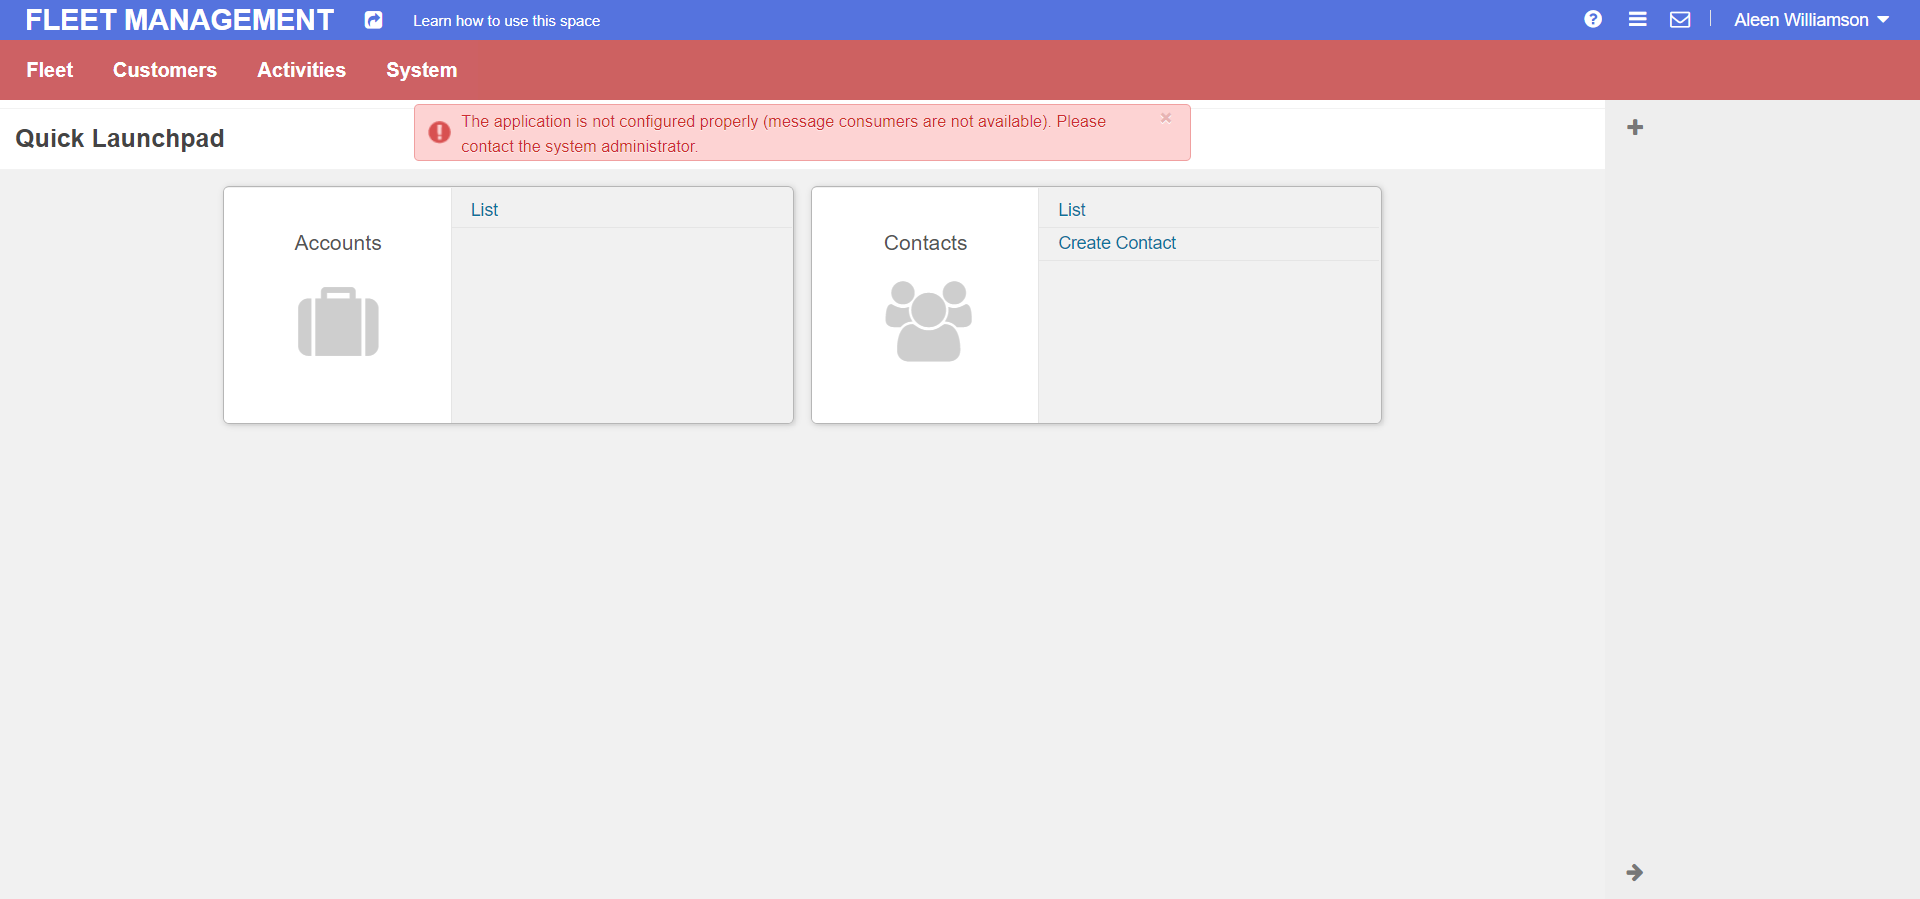 FLEET MANAGEMENT Learn how to use this space Aleen Williamson
Fleet Customers Activities System
Quick Launchpad
The application is not configured properly (message consumers are not available). Please
contact the system administrator.
×
Accounts
List
Contacts
List
Create Contact